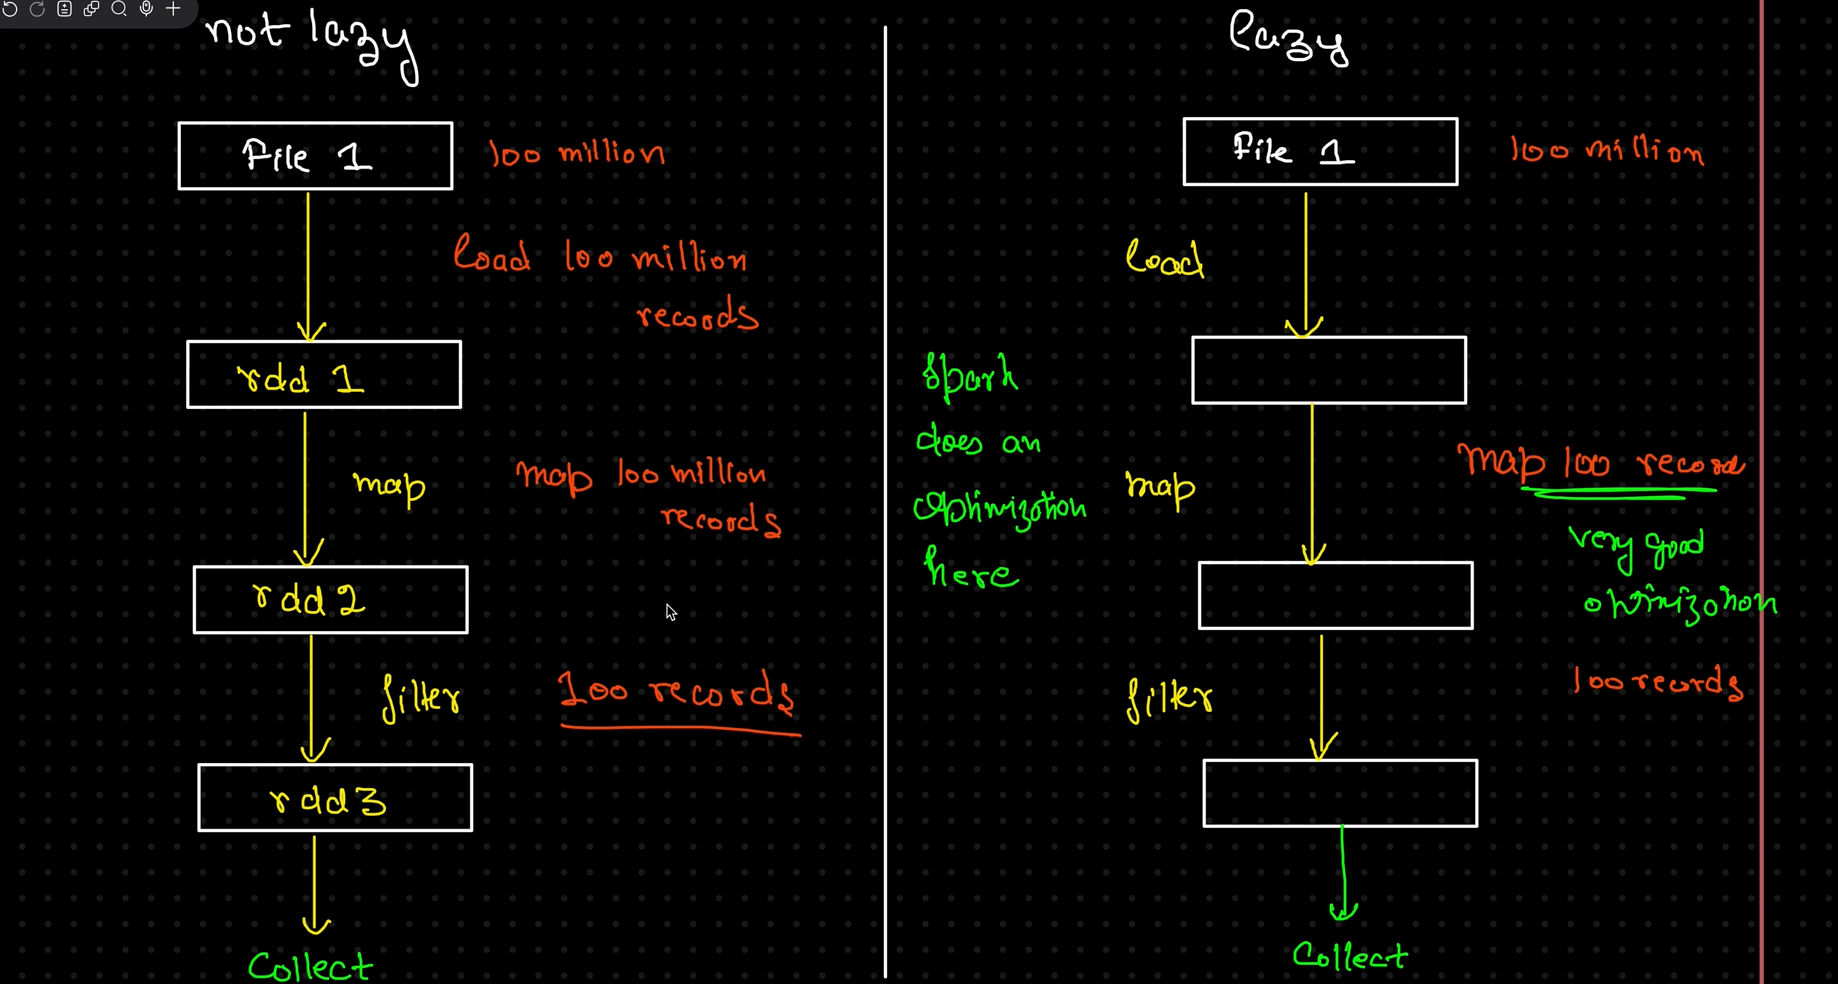 not lazy
File 1
100 million
load 100 million
records
rdd 1
map
map 100 million
records
rdd 2
filter
100 records
rdd 3
Collect
lazy
File 1
100 million
load
Spark
does an
optimization
here
map
map 100 record
very good
optimization
filter
100 records
Collect